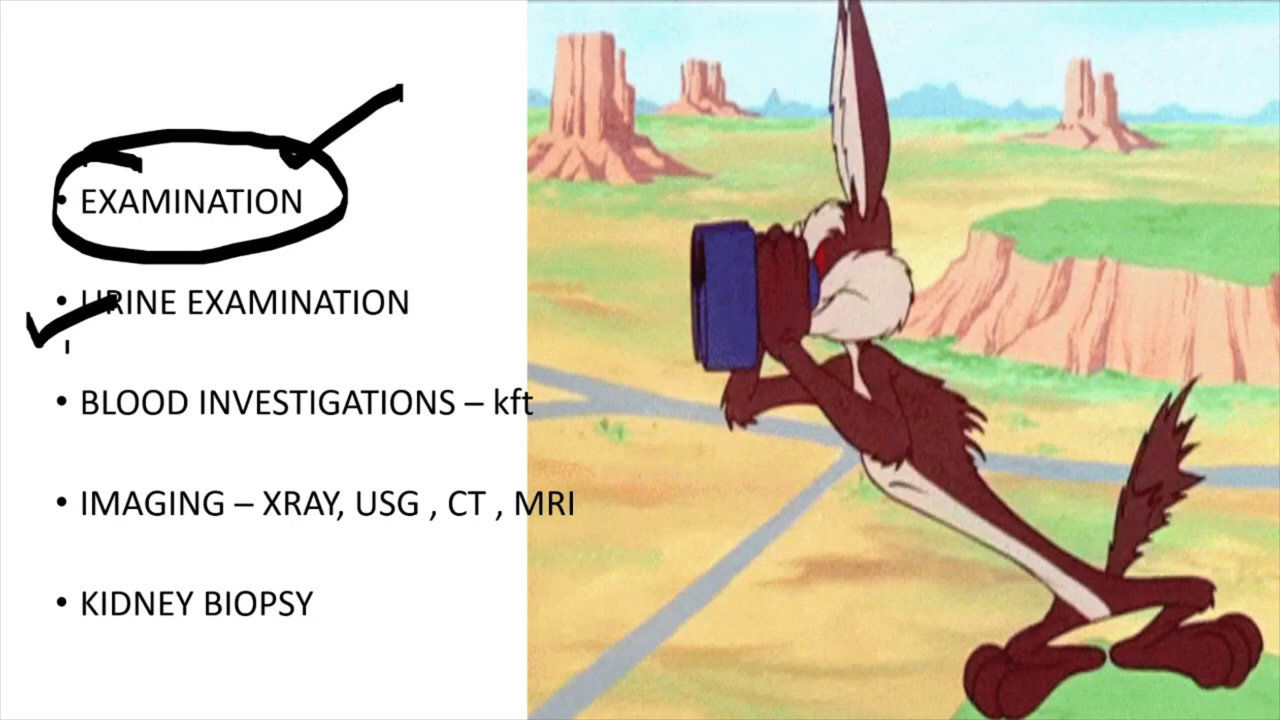 • EXAMINATION
• URINE EXAMINATION
• BLOOD INVESTIGATIONS – kft
• IMAGING – XRAY, USG , CT , MRI
• KIDNEY BIOPSY